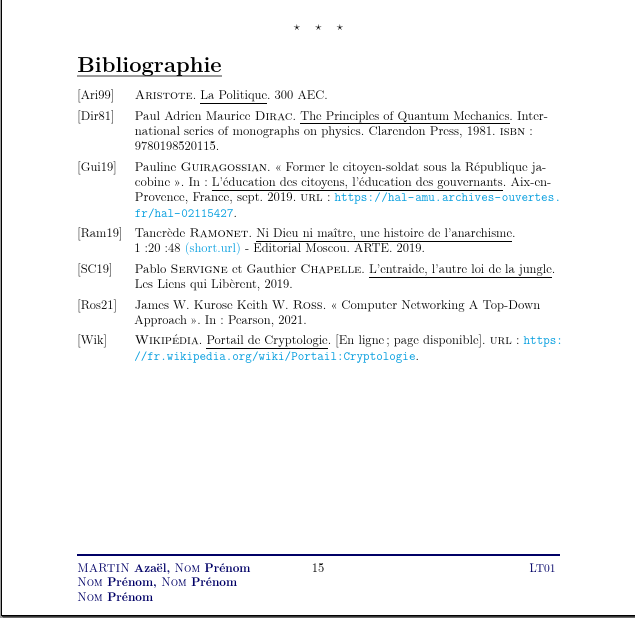 ⋆ ⋆ ⋆
Bibliographie
[Ari99] Aristote. La Politique. 300 AEC.
[Dir81] Paul Adrien Maurice Dirac. The Principles of Quantum Mechanics. Inter-
national series of monographs on physics. Clarendon Press, 1981. isbn :
9780198520115.
[Gui19] Pauline Guiragossian. « Former le citoyen-soldat sous la République ja-
cobine ». In : L'éducation des citoyens, l'éducation des gouvernants. Aix-en-
Provence, France, sept. 2019. url : https://hal-amu.archives-ouvertes.
fr/hal-02115427.
[Ram19] Tancrède Ramonet. Ni Dieu ni maître, une histoire de l'anarchisme.
1 :20 :48 (short.url) - Éditorial Moscou. ARTE. 2019.
[SC19] Pablo Servigne et Gauthier Chapelle. L'entraide, l'autre loi de la jungle.
Les Liens qui Libèrent, 2019.
[Ros21] James W. Kurose Keith W. Ross. « Computer Networking A Top-Down
Approach ». In : Pearson, 2021.
[Wik] Wikipédia. Portail de Cryptologie. [En ligne ; page disponible]. url : https:
//fr.wikipedia.org/wiki/Portail:Cryptologie.
MARTIN Azaël, Nom Prénom 15 LT01
Nom Prénom, Nom Prénom
Nom Prénom